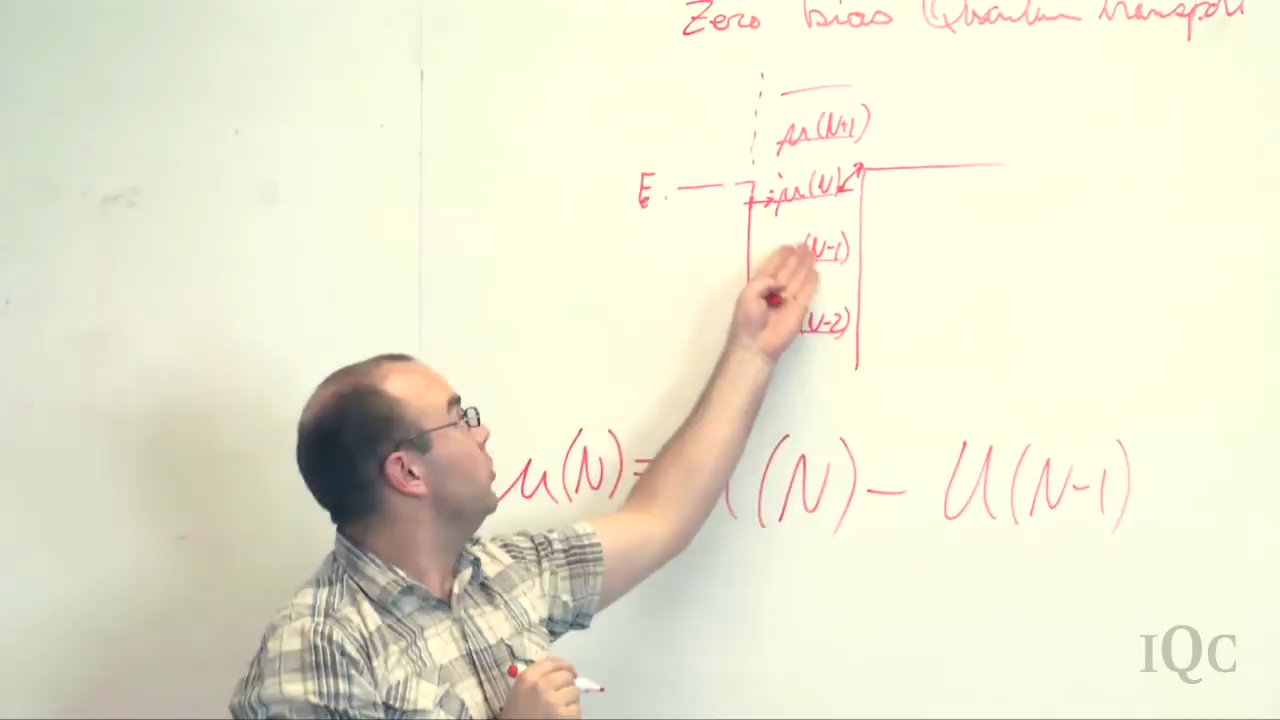 Zero bias Quantum transport
μ(N+1)
E μ(N)
(N-1)
(N-2)
μ(N)= (N) - U(N-1)
IQC